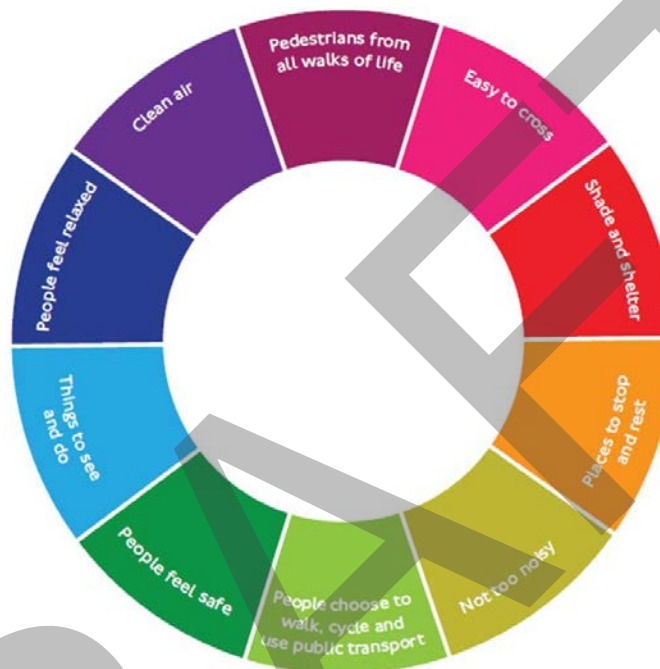 Pedestrians from
all walks of life
Easy to cross
Shade and shelter
Places to stop
and rest
Not too noisy
People choose to
walk, cycle and
use public transport
People feel safe
Things to see
and do
People feel relaxed
Clean air